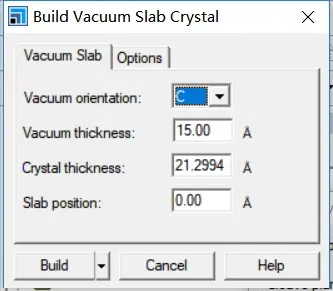 Build Vacuum Slab Crystal
Vacuum Slab Options
Vacuum orientation: C
Vacuum thickness: 15.00 Å
Crystal thickness: 21.2994 Å
Slab position: 0.00 Å
Build Cancel Help